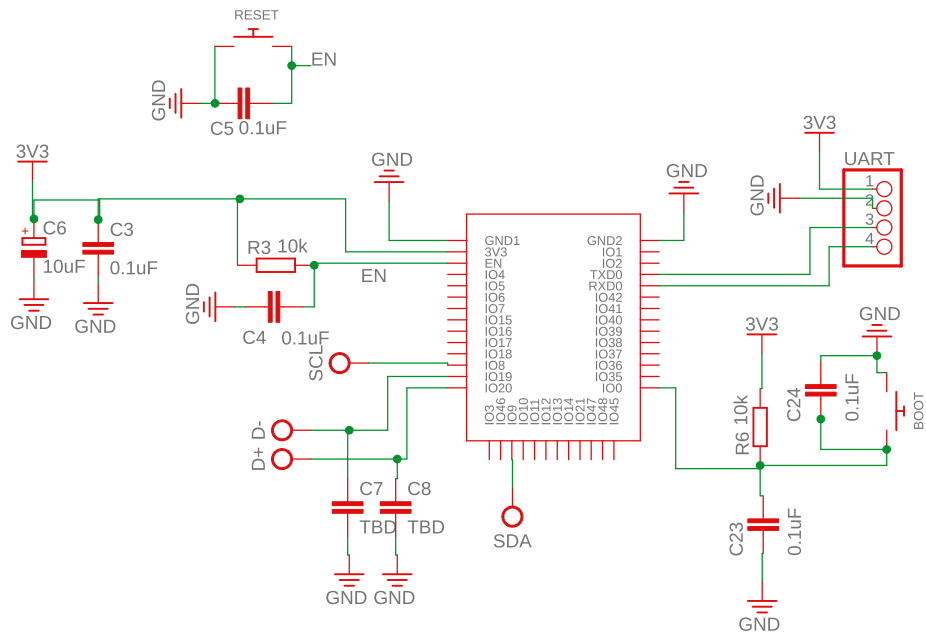 RESET
EN
GND
C5 0.1uF
3V3
GND
GND
3V3
UART
GND
1
2
3
4
C6
10uF
C3
0.1uF
GND
GND
R3 10k
EN
GND
C4
0.1uF
GND1
3V3
EN
IO4
IO5
IO6
IO7
IO15
IO16
IO17
IO18
IO8
IO19
IO20
GND2
IO1
IO2
TXD0
RXD0
IO42
IO41
IO40
IO39
IO38
IO37
IO36
IO35
IO0
IO3
IO46
IO9
IO10
IO11
IO12
IO13
IO14
IO21
IO47
IO48
IO45
SCL
D-
D+
C7
TBD
C8
TBD
GND
GND
SDA
3V3
GND
R6 10k
C24
0.1uF
BOOT
C23
0.1uF
GND